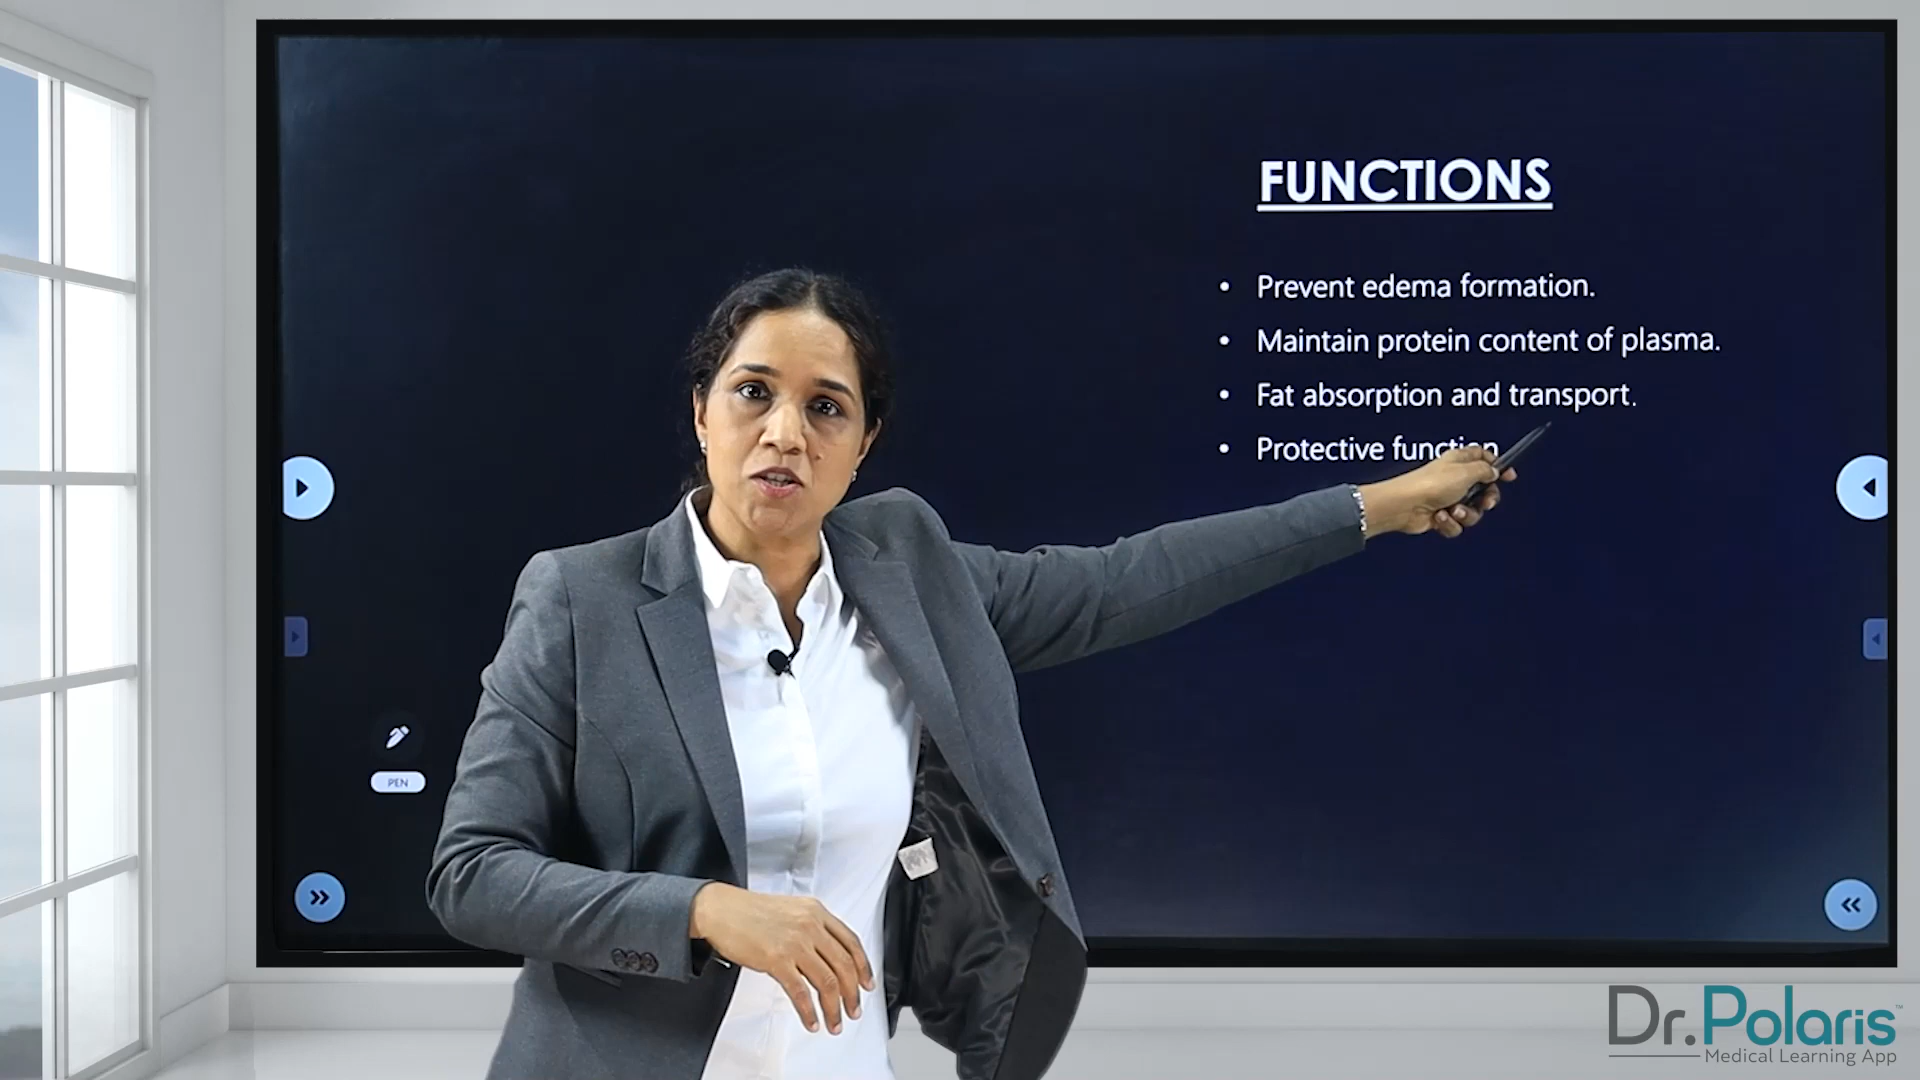 FUNCTIONS
• Prevent edema formation.
• Maintain protein content of plasma.
• Fat absorption and transport.
• Protective function
PEN
Dr.Polaris™
Medical Learning App